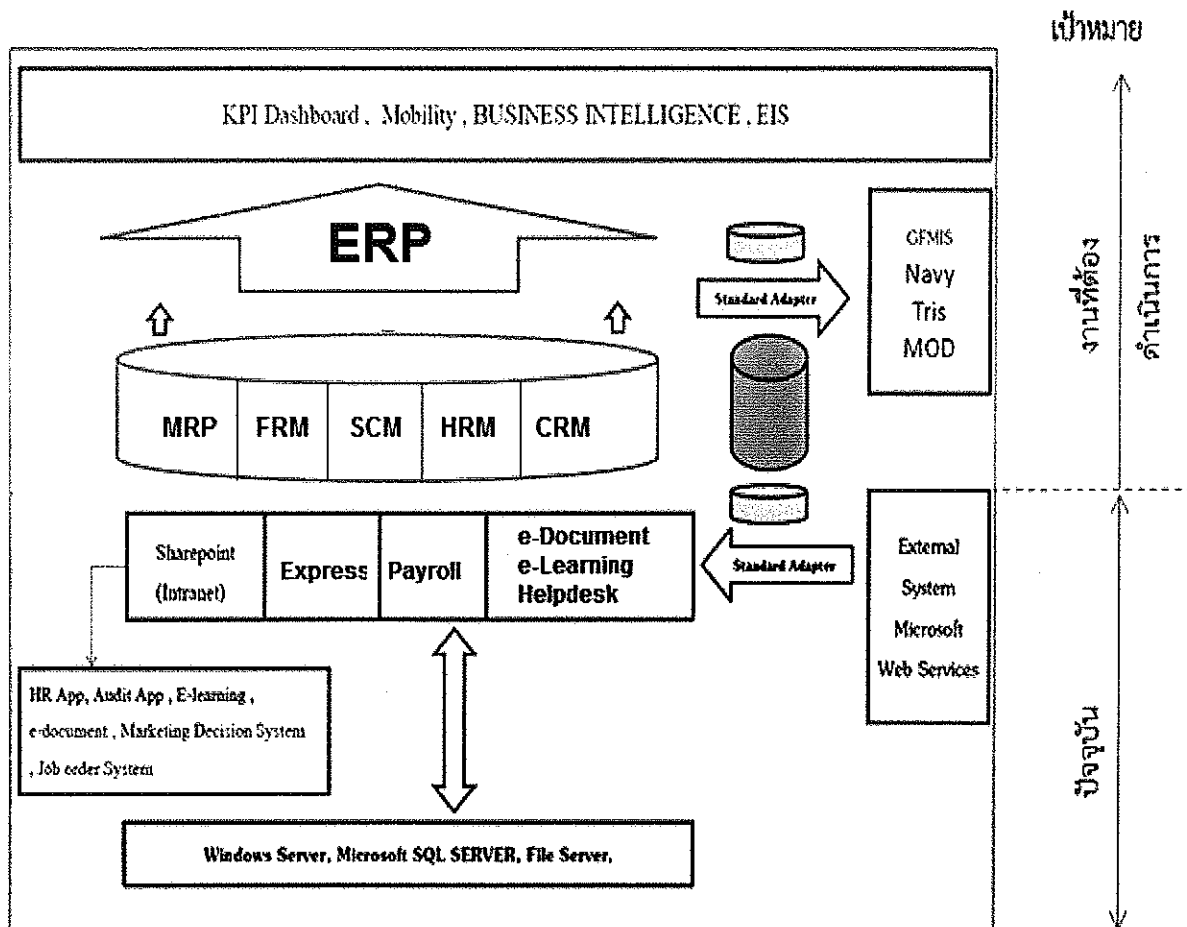 เป้าหมาย
KPI Dashboard , Mobility , BUSINESS INTELLIGENCE , EIS
ERP
Standard Adapter
GFMIS
Navy
Tris
MOD
งานที่ต้อง
ดำเนินการ
MRP FRM SCM HRM CRM
Sharepoint
(Intranet)
Express
Payroll
e-Document
e-Learning
Helpdesk
Standard Adapter
External
System
Microsoft
Web Services
ปัจจุบัน
HR App, Audit App , E-learning ,
e-document , Marketing Decision System
, Job order System
Windows Server, Microsoft SQL SERVER, File Server,